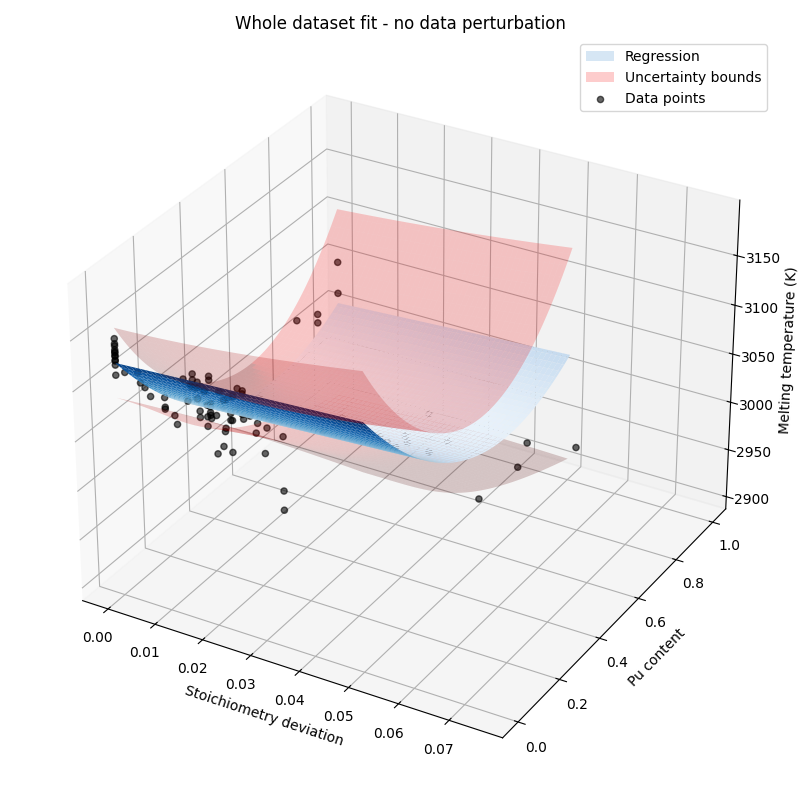 Whole dataset fit - no data perturbation
Regression
Uncertainty bounds
Data points
3150
3100
3050
3000
2950
2900
Melting temperature (K)
0.00
0.01
0.02
0.03
0.04
0.05
0.06
0.07
Stoichiometry deviation
0.0
0.2
0.4
0.6
0.8
1.0
Pu content